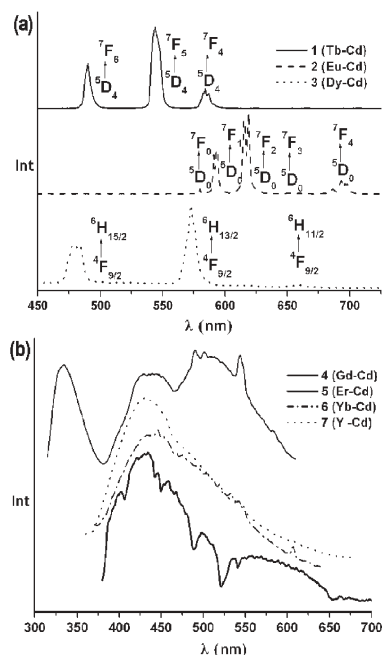 (a)
1 (Tb-Cd)
2 (Eu-Cd)
3 (Dy-Cd)
⁷F₆
⁵D₄
⁷F₅
⁵D₄
⁷F₄
⁵D₄
⁷F₀
⁵D₀
⁷F₁
⁶D₀
⁷F₂
⁵D₀
⁷F₃
⁵D₀
⁷F₄
⁵D₀
Int
⁶H₁₅/₂
⁴F₉/₂
⁶H₁₃/₂
⁴F₉/₂
⁶H₁₁/₂
⁴F₉/₂
450 500 550 600 650 700
λ (nm)
(b)
4 (Gd-Cd)
5 (Er-Cd)
6 (Yb-Cd)
7 (Y -Cd)
Int
300 350 400 450 500 550 600 650 700
λ (nm)